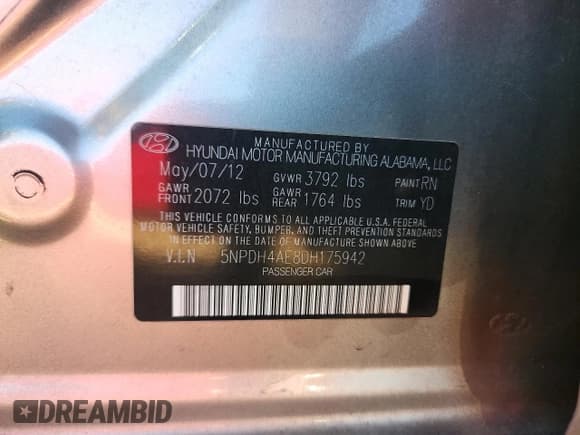 MANUFACTURED BY
HYUNDAI MOTOR MANUFACTURING ALABAMA, LLC
May/07/12 GVWR 3792 lbs PAINT RN
GAWR FRONT 2072 lbs GAWR REAR 1764 lbs TRIM YD
THIS VEHICLE CONFORMS TO ALL APPLICABLE U.S.A. FEDERAL
MOTOR VEHICLE SAFETY, BUMPER, AND THEFT PREVENTION STANDARDS
IN EFFECT ON THE DATE OF MANUFACTURE SHOWN ABOVE.
V.I.N 5NPDH4AE8DH175942
PASSENGER CAR
DREAMBID